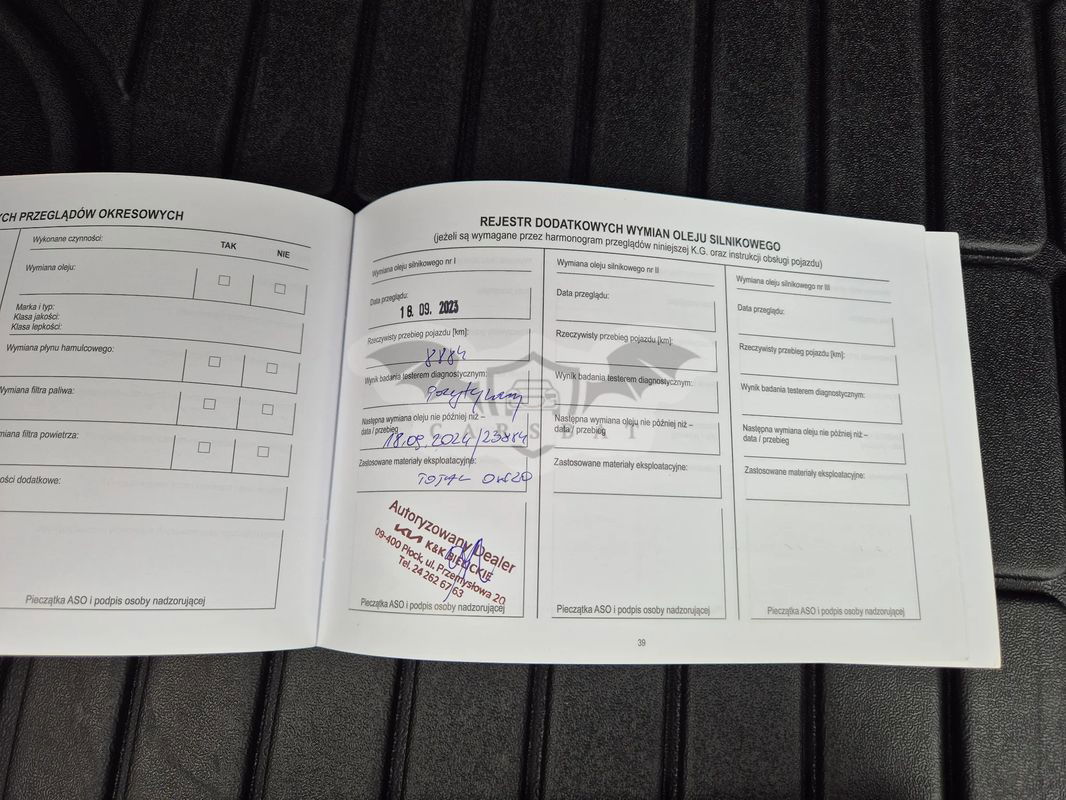 YCH PRZEGLĄDÓW OKRESOWYCH
Wykonane czynności:
TAK
NIE
Wymiana oleju:
Marka i typ:
Klasa jakości:
Klasa lepkości:
Wymiana płynu hamulcowego:
Wymiana filtra paliwa:
miana filtra powietrza:
ości dodatkowe:
Pieczątka ASO i podpis osoby nadzorującej
REJESTR DODATKOWYCH WYMIAN OLEJU SILNIKOWEGO
(jeżeli są wymagane przez harmonogram przeglądów niniejszej K.G. oraz instrukcji obsługi pojazdu)
Wymiana oleju silnikowego nr I
Data przeglądu:
18. 09. 2023
Rzeczywisty przebieg pojazdu [km]:
8884
Wynik badania testerem diagnostycznym:
Pozytywny
Następna wymiana oleju nie później niż –
data / przebieg
18.09.2024/23884
Zastosowane materiały eksploatacyjne:
TOTAL 0W20
Autoryzowany Dealer
KIA K&K BIELICKIE
09-400 Płock, ul. Przemysłowa 20
Tel. 24 262 67 63
Pieczątka ASO i podpis osoby nadzorującej
Wymiana oleju silnikowego nr II
Data przeglądu:
Rzeczywisty przebieg pojazdu [km]:
Wynik badania testerem diagnostycznym:
Następna wymiana oleju nie później niż –
data / przebieg
Zastosowane materiały eksploatacyjne:
Pieczątka ASO i podpis osoby nadzorującej
Wymiana oleju silnikowego nr III
Data przeglądu:
Rzeczywisty przebieg pojazdu [km]:
Wynik badania testerem diagnostycznym:
Następna wymiana oleju nie później niż –
data / przebieg
Zastosowane materiały eksploatacyjne:
Pieczątka ASO i podpis osoby nadzorującej
CARSBAT
39